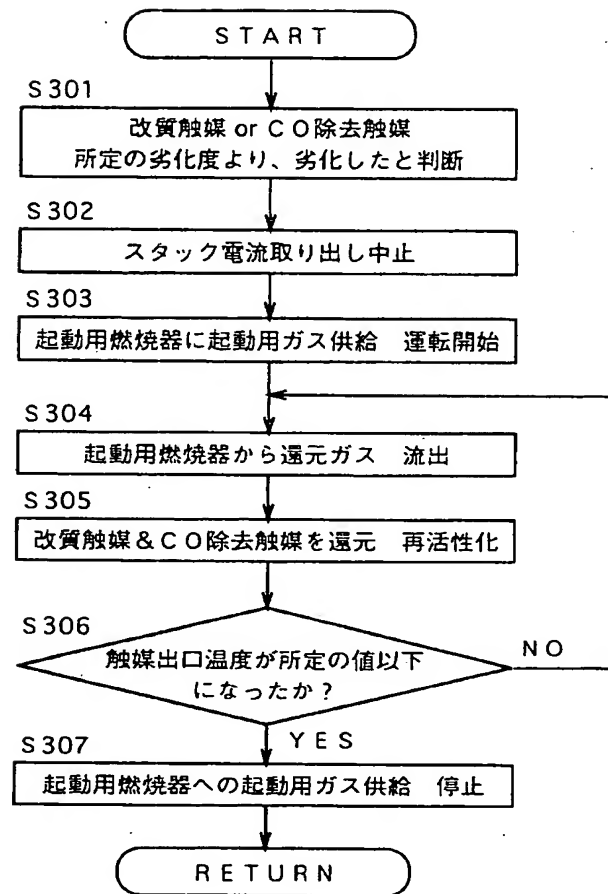 START
S301
改質触媒 or CO除去触媒
所定の劣化度より、劣化したと判断
S302
スタック電流取り出し中止
S303
起動用燃焼器に起動用ガス供給　運転開始
S304
起動用燃焼器から還元ガス　流出
S305
改質触媒&CO除去触媒を還元　再活性化
S306
触媒出口温度が所定の値以下
になったか？
NO
YES
S307
起動用燃焼器への起動用ガス供給　停止
RETURN